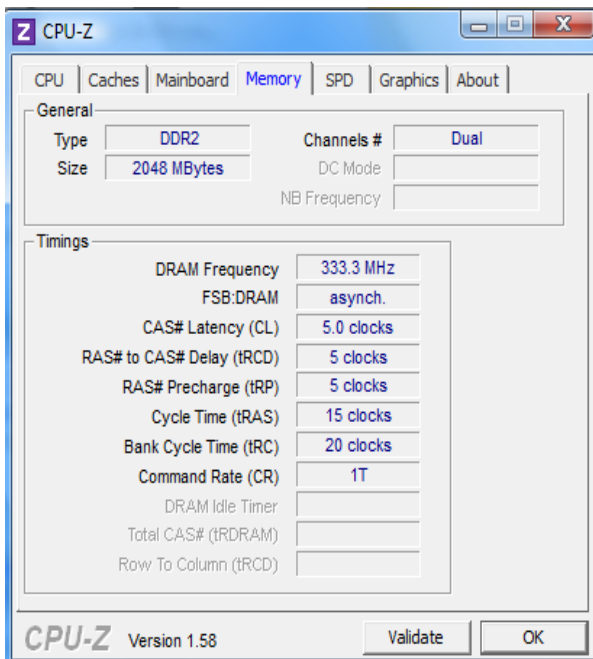 Z CPU-Z
CPU Caches Mainboard Memory SPD Graphics About
General
Type DDR2 Channels # Dual
Size 2048 MBytes DC Mode
NB Frequency
Timings
DRAM Frequency 333.3 MHz
FSB:DRAM asynch.
CAS# Latency (CL) 5.0 clocks
RAS# to CAS# Delay (tRCD) 5 clocks
RAS# Precharge (tRP) 5 clocks
Cycle Time (tRAS) 15 clocks
Bank Cycle Time (tRC) 20 clocks
Command Rate (CR) 1T
DRAM Idle Timer
Total CAS# (tRDRAM)
Row To Column (tRCD)
CPU-Z Version 1.58 Validate OK